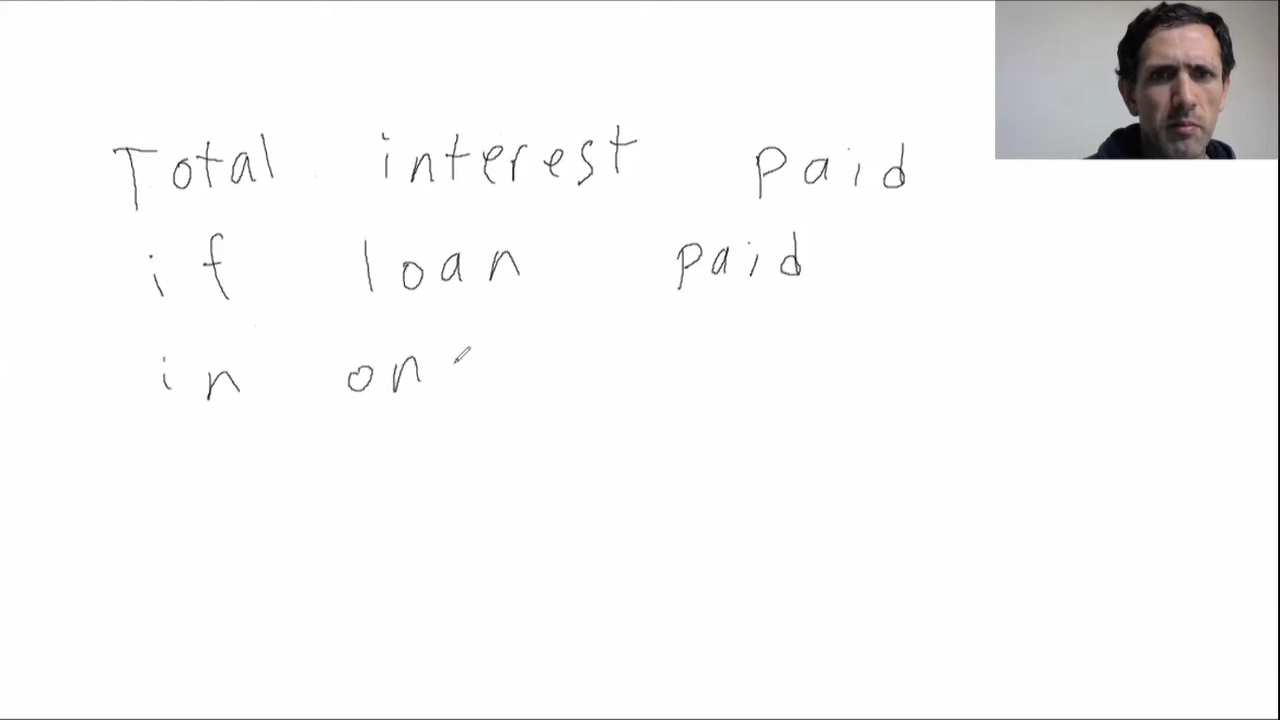 Total interest paid
if loan paid
in on